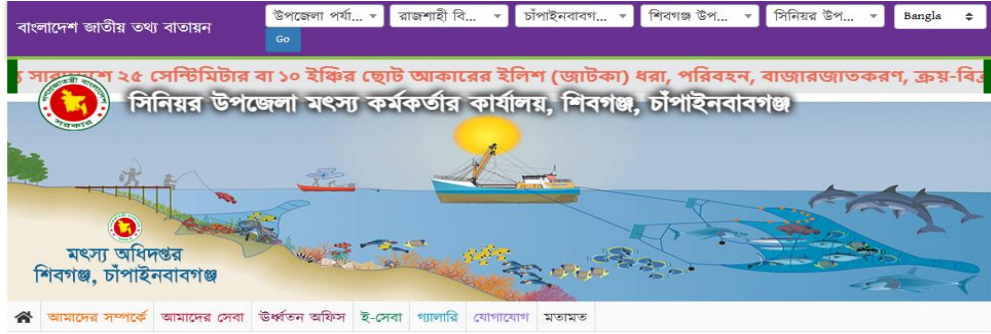 বাংলাদেশ জাতীয় তথ্য বাতায়ন
উপজেলা পর্যা... রাজশাহী বি... চাঁপাইনবাবগ... শিবগঞ্জ উপ... সিনিয়র উপ... Bangla
Go
২৫ সেন্টিমিটার বা ১০ ইঞ্চির ছোট আকারের ইলিশ (জাটকা) ধরা, পরিবহন, বাজারজাতকরণ, ক্রয়-বিক্র
সিনিয়র উপজেলা মৎস্য কর্মকর্তার কার্যালয়, শিবগঞ্জ, চাঁপাইনবাবগঞ্জ
মৎস্য অধিদপ্তর
শিবগঞ্জ, চাঁপাইনবাবগঞ্জ
আমাদের সম্পর্কে আমাদের সেবা উর্ধ্বতন অফিস ই-সেবা গ্যালারি যোগাযোগ মতামত